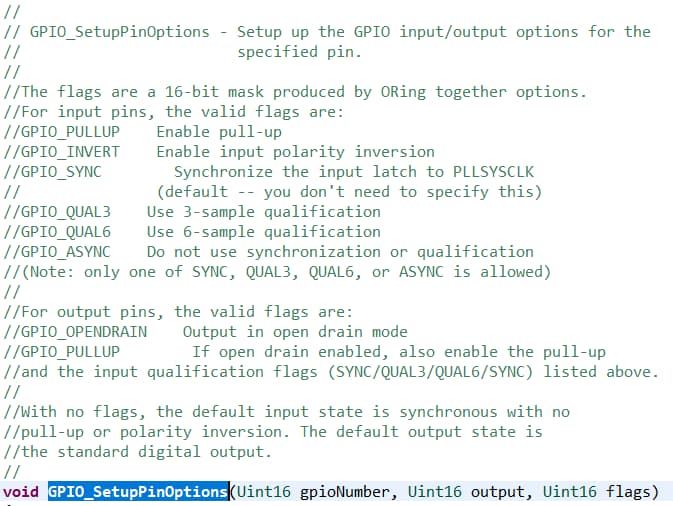 //
// GPIO_SetupPinOptions - Setup up the GPIO input/output options for the
// specified pin.
//
//The flags are a 16-bit mask produced by ORing together options.
//For input pins, the valid flags are:
//GPIO_PULLUP Enable pull-up
//GPIO_INVERT Enable input polarity inversion
//GPIO_SYNC Synchronize the input latch to PLLSYSCLK
// (default -- you don't need to specify this)
//GPIO_QUAL3 Use 3-sample qualification
//GPIO_QUAL6 Use 6-sample qualification
//GPIO_ASYNC Do not use synchronization or qualification
//(Note: only one of SYNC, QUAL3, QUAL6, or ASYNC is allowed)
//
//For output pins, the valid flags are:
//GPIO_OPENDRAIN Output in open drain mode
//GPIO_PULLUP If open drain enabled, also enable the pull-up
//and the input qualification flags (SYNC/QUAL3/QUAL6/SYNC) listed above.
//
//With no flags, the default input state is synchronous with no
//pull-up or polarity inversion. The default output state is
//the standard digital output.
//
void GPIO_SetupPinOptions(Uint16 gpioNumber, Uint16 output, Uint16 flags)